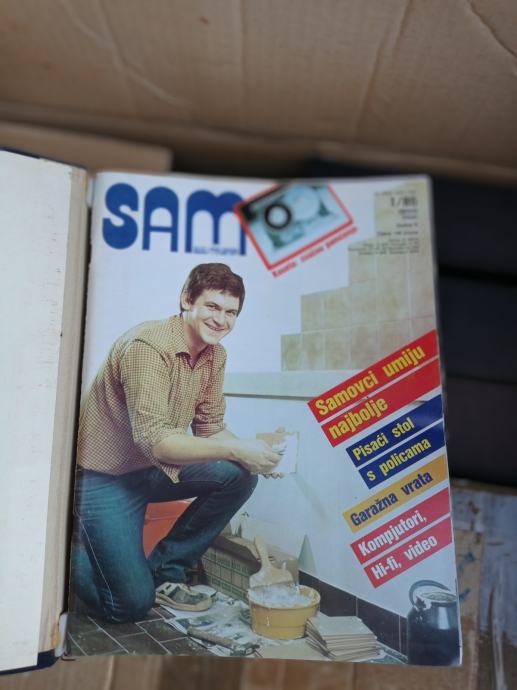 SAM
1/85
Samovci umiju
najbolje
Pisaći stol
s policama
Garažna vrata
Kompjutori,
Hi-fi, video